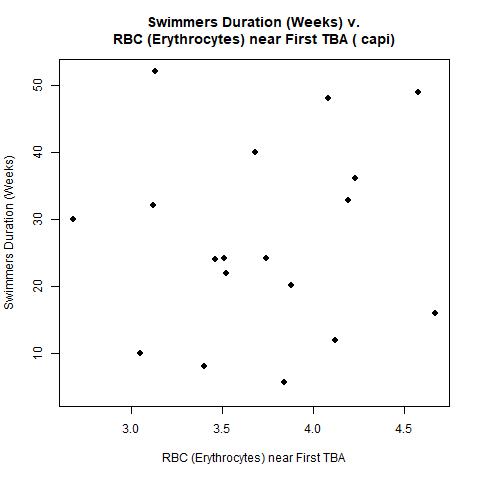 Swimmers Duration (Weeks) v.
RBC (Erythrocytes) near First TBA ( capi)
Swimmers Duration (Weeks)
50
40
30
20
10
3.0 3.5 4.0 4.5
RBC (Erythrocytes) near First TBA